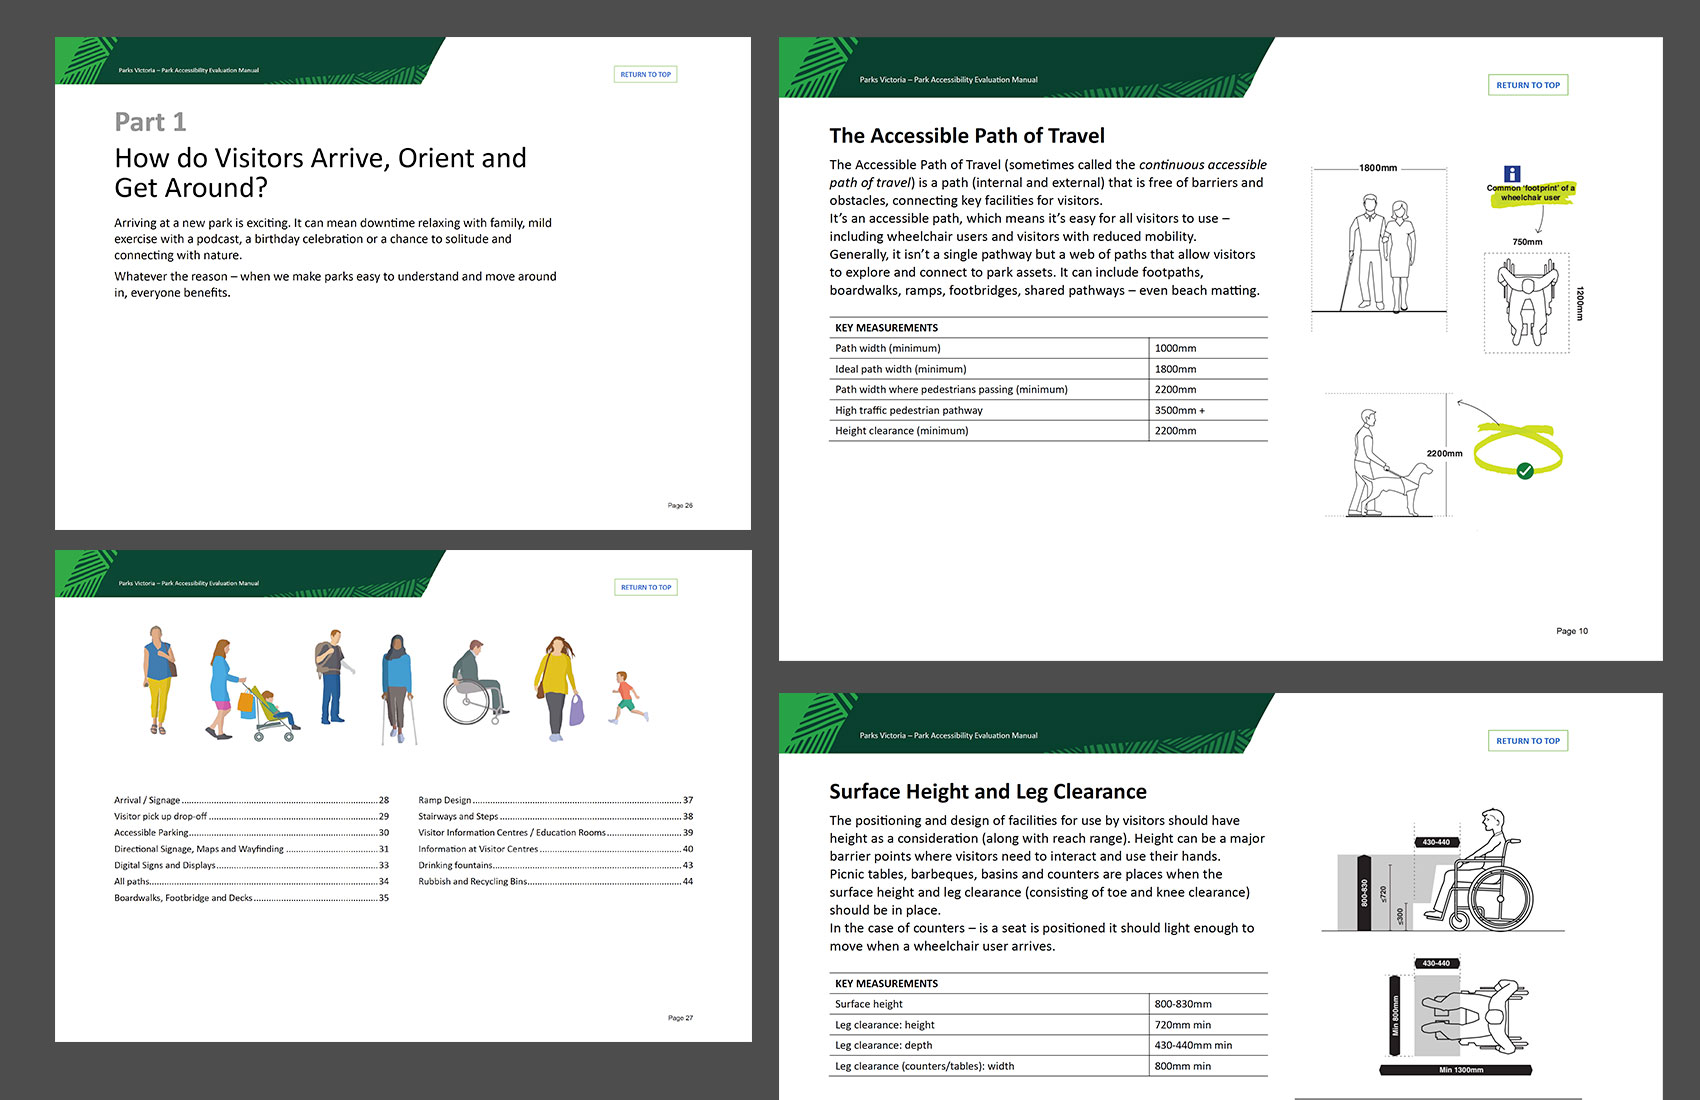 Parks Victoria – Park Accessibility Evaluation Manual
RETURN TO TOP
Part 1
How do Visitors Arrive, Orient and
Get Around?
Arriving at a new park is exciting. It can mean downtime relaxing with family, mild
exercise with a podcast, a birthday celebration or a chance to solitude and
connecting with nature.
Whatever the reason – when we make parks easy to understand and move around
in, everyone benefits.
Page 26
Parks Victoria – Park Accessibility Evaluation Manual
RETURN TO TOP
Arrival / Signage 28
Visitor pick up drop-off 29
Accessible Parking 30
Directional Signage, Maps and Wayfinding 31
Digital Signs and Displays 33
All paths 34
Boardwalks, Footbridge and Decks 35
Ramp Design 37
Stairways and Steps 38
Visitor Information Centres / Education Rooms 39
Information at Visitor Centres 40
Drinking fountains 43
Rubbish and Recycling Bins 44
Page 27
Parks Victoria – Park Accessibility Evaluation Manual
RETURN TO TOP
The Accessible Path of Travel
The Accessible Path of Travel (sometimes called the continuous accessible
path of travel) is a path (internal and external) that is free of barriers and
obstacles, connecting key facilities for visitors.
It's an accessible path, which means it's easy for all visitors to use –
including wheelchair users and visitors with reduced mobility.
Generally, it isn't a single pathway but a web of paths that allow visitors
to explore and connect to park assets. It can include footpaths,
boardwalks, ramps, footbridges, shared pathways – even beach matting.
KEY MEASUREMENTS
Path width (minimum) 1000mm
Ideal path width (minimum) 1800mm
Path width where pedestrians passing (minimum) 2200mm
High traffic pedestrian pathway 3500mm +
Height clearance (minimum) 2200mm
1800mm
i
Common 'footprint' of a
wheelchair user
750mm
1200mm
2200mm
Page 10
Parks Victoria – Park Accessibility Evaluation Manual
RETURN TO TOP
Surface Height and Leg Clearance
The positioning and design of facilities for use by visitors should have
height as a consideration (along with reach range). Height can be a major
barrier points where visitors need to interact and use their hands.
Picnic tables, barbeques, basins and counters are places when the
surface height and leg clearance (consisting of toe and knee clearance)
should be in place.
In the case of counters – is a seat is positioned it should light enough to
move when a wheelchair user arrives.
KEY MEASUREMENTS
Surface height 800-830mm
Leg clearance: height 720mm min
Leg clearance: depth 430-440mm min
Leg clearance (counters/tables): width 800mm min
430-440
800-830
≤720
≤300
430-440
Min 800mm
Min 1300mm